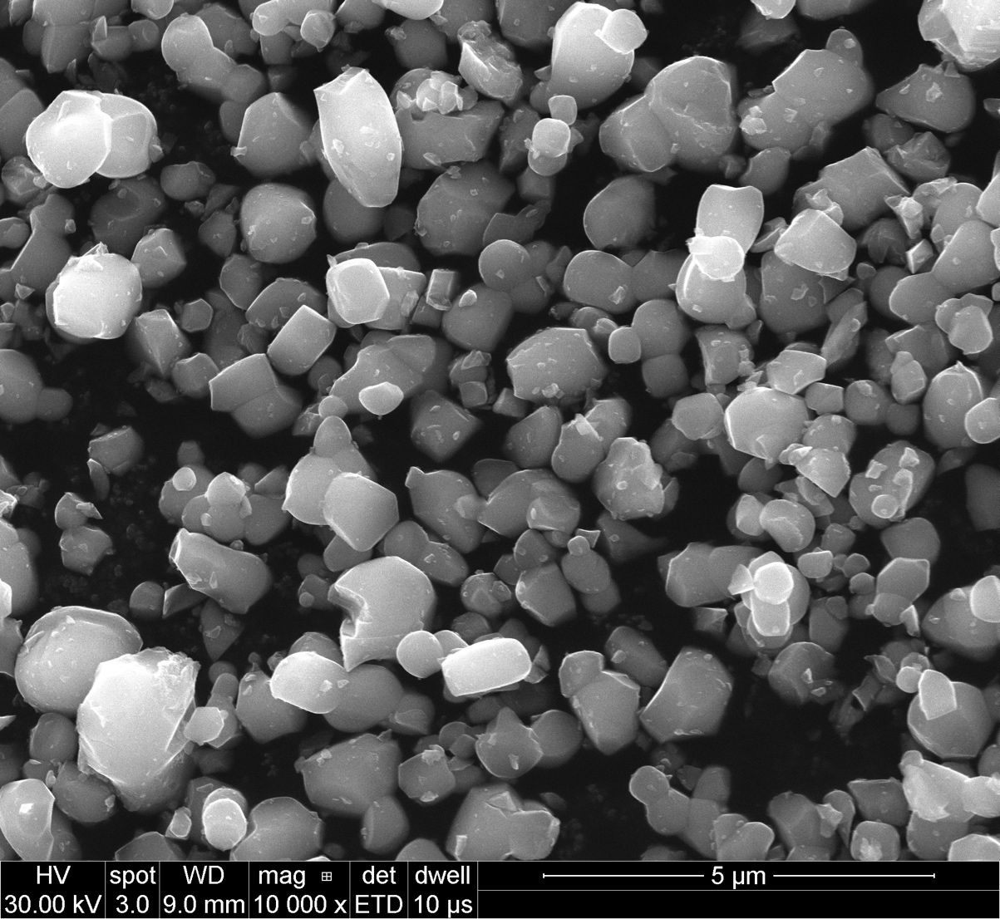 HV spot WD mag ⊞ det dwell
30.00 kV 3.0 9.0 mm 10 000 x ETD 10 µs
5 µm